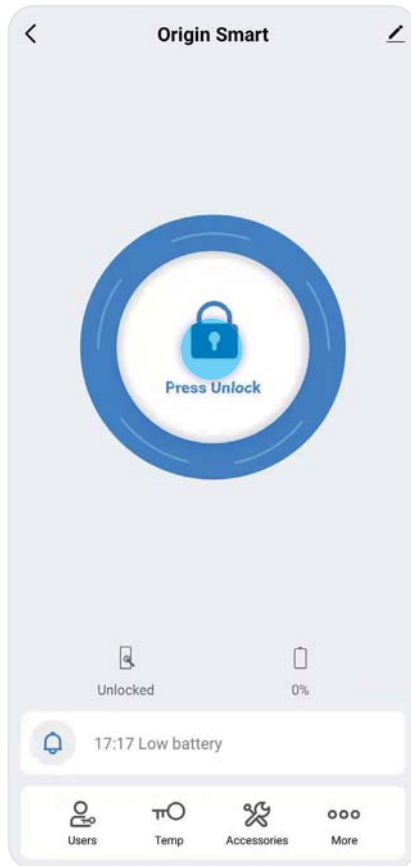 Origin Smart
Press Unlock
Unlocked
0%
17:17 Low battery
Users
Temp
Accessories
More